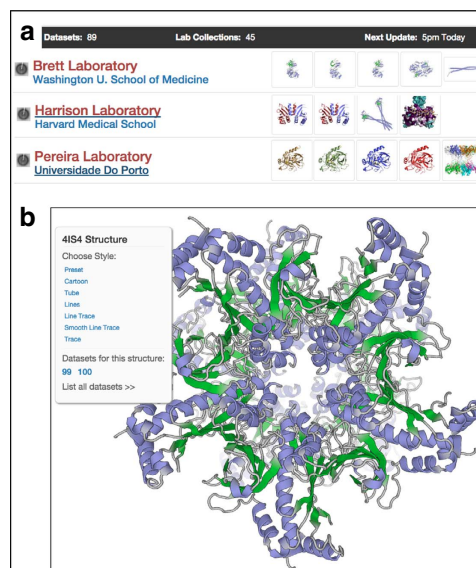 a
Datasets: 89 Lab Collections: 45 Next Update: 5pm Today
Brett Laboratory
Washington U. School of Medicine
Harrison Laboratory
Harvard Medical School
Pereira Laboratory
Universidade Do Porto
b
4IS4 Structure
Choose Style:
Preset
Cartoon
Tube
Lines
Line Trace
Smooth Line Trace
Trace
Datasets for this structure:
99 100
List all datasets >>